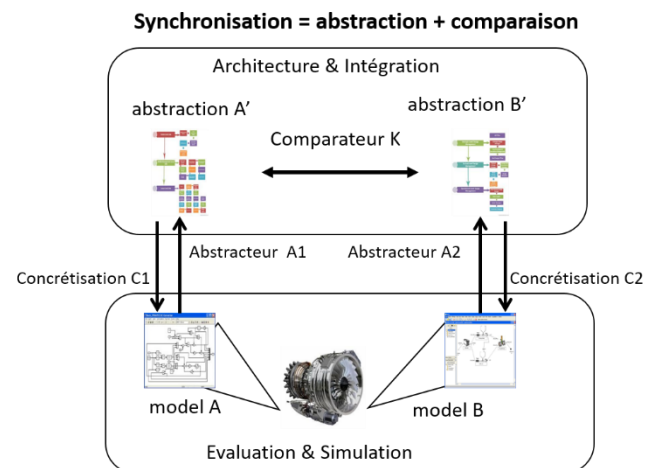 Synchronisation = abstraction + comparaison
Architecture & Intégration
abstraction A’
abstraction B’
Comparateur K
Abstracteur A1
Abstracteur A2
Concrétisation C1
Concrétisation C2
model A
model B
Evaluation & Simulation